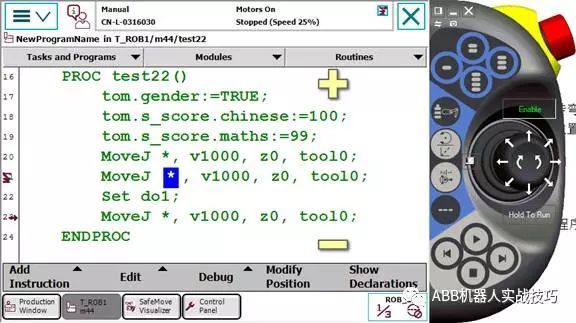 Manual
CN-L-0316030
Motors On
Stopped (Speed 25%)
NewProgramName in T_ROB1/m44/test22
Tasks and Programs
Modules
Routines
16 PROC test22()
17 tom.gender:=TRUE;
18 tom.s_score.chinese:=100;
19 tom.s_score.maths:=99;
20 MoveJ *, v1000, z0, tool0;
MoveJ *, v1000, z0, tool0;
22 Set do1;
MoveJ *, v1000, z0, tool0;
24 ENDPROC
Add Instruction
Edit
Debug
Modify Position
Show Declarations
Production Window
T_ROB1 m44
SafeMove Visualizer
Control Panel
ROB_1
1/3
Enable
Hold To Run
位置
程序
ABB机器人实战技巧